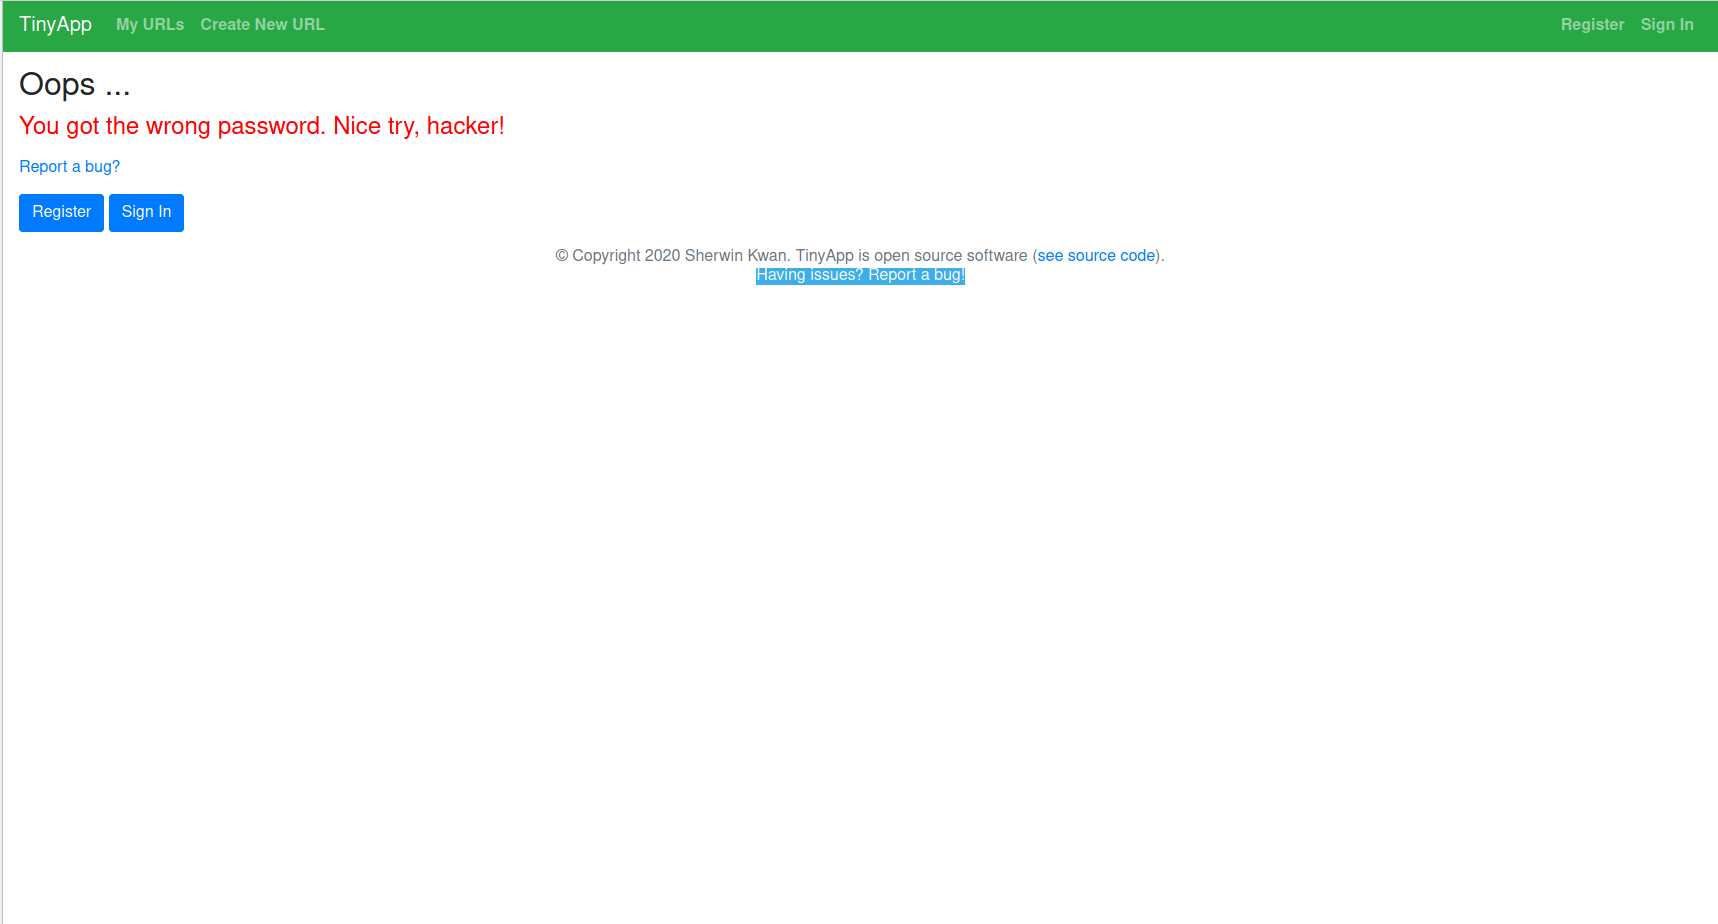 TinyApp My URLs Create New URL Register Sign In
Oops ...
You got the wrong password. Nice try, hacker!
Report a bug?
Register Sign In
© Copyright 2020 Sherwin Kwan. TinyApp is open source software (see source code).
Having issues? Report a bug!